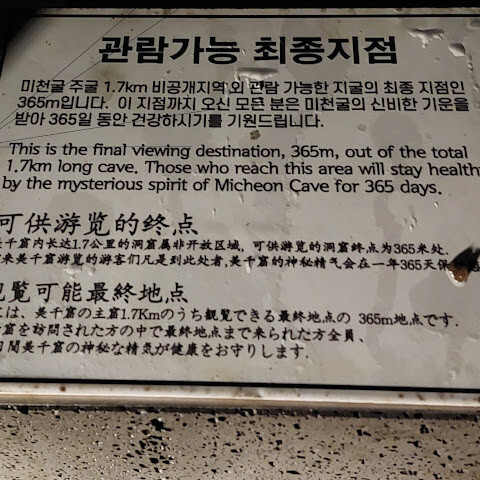 관람가능 최종지점
미천굴 주굴 1.7km 비공개지역 외 관람 가능한 지굴의 최종 지점인
365m입니다. 이 지점까지 오신 모든 분은 미천굴의 신비한 기운을
받아 365일 동안 건강하시기를 기원드립니다.
This is the final viewing destination, 365m, out of the total
1.7km long cave. Those who reach this area will stay health
by the mysterious spirit of Micheon Cave for 365 days.
可供游览的终点
美千窟内长达1.7公里的洞窟属非开放区域, 可供游览的洞窟终点为365米处.
来美千窟游览的游客们凡是到此处者,美千窟的神秘精气会在一年365天保
観覧可能最終地点
は、美千窟の主窟1.7Kmのうち観覧できる最終地点の 365m地点です.
窟を訪問された方の中で最終地点まで来られた方全員、
日間美千窟の神秘な精気が健康をお守りします.